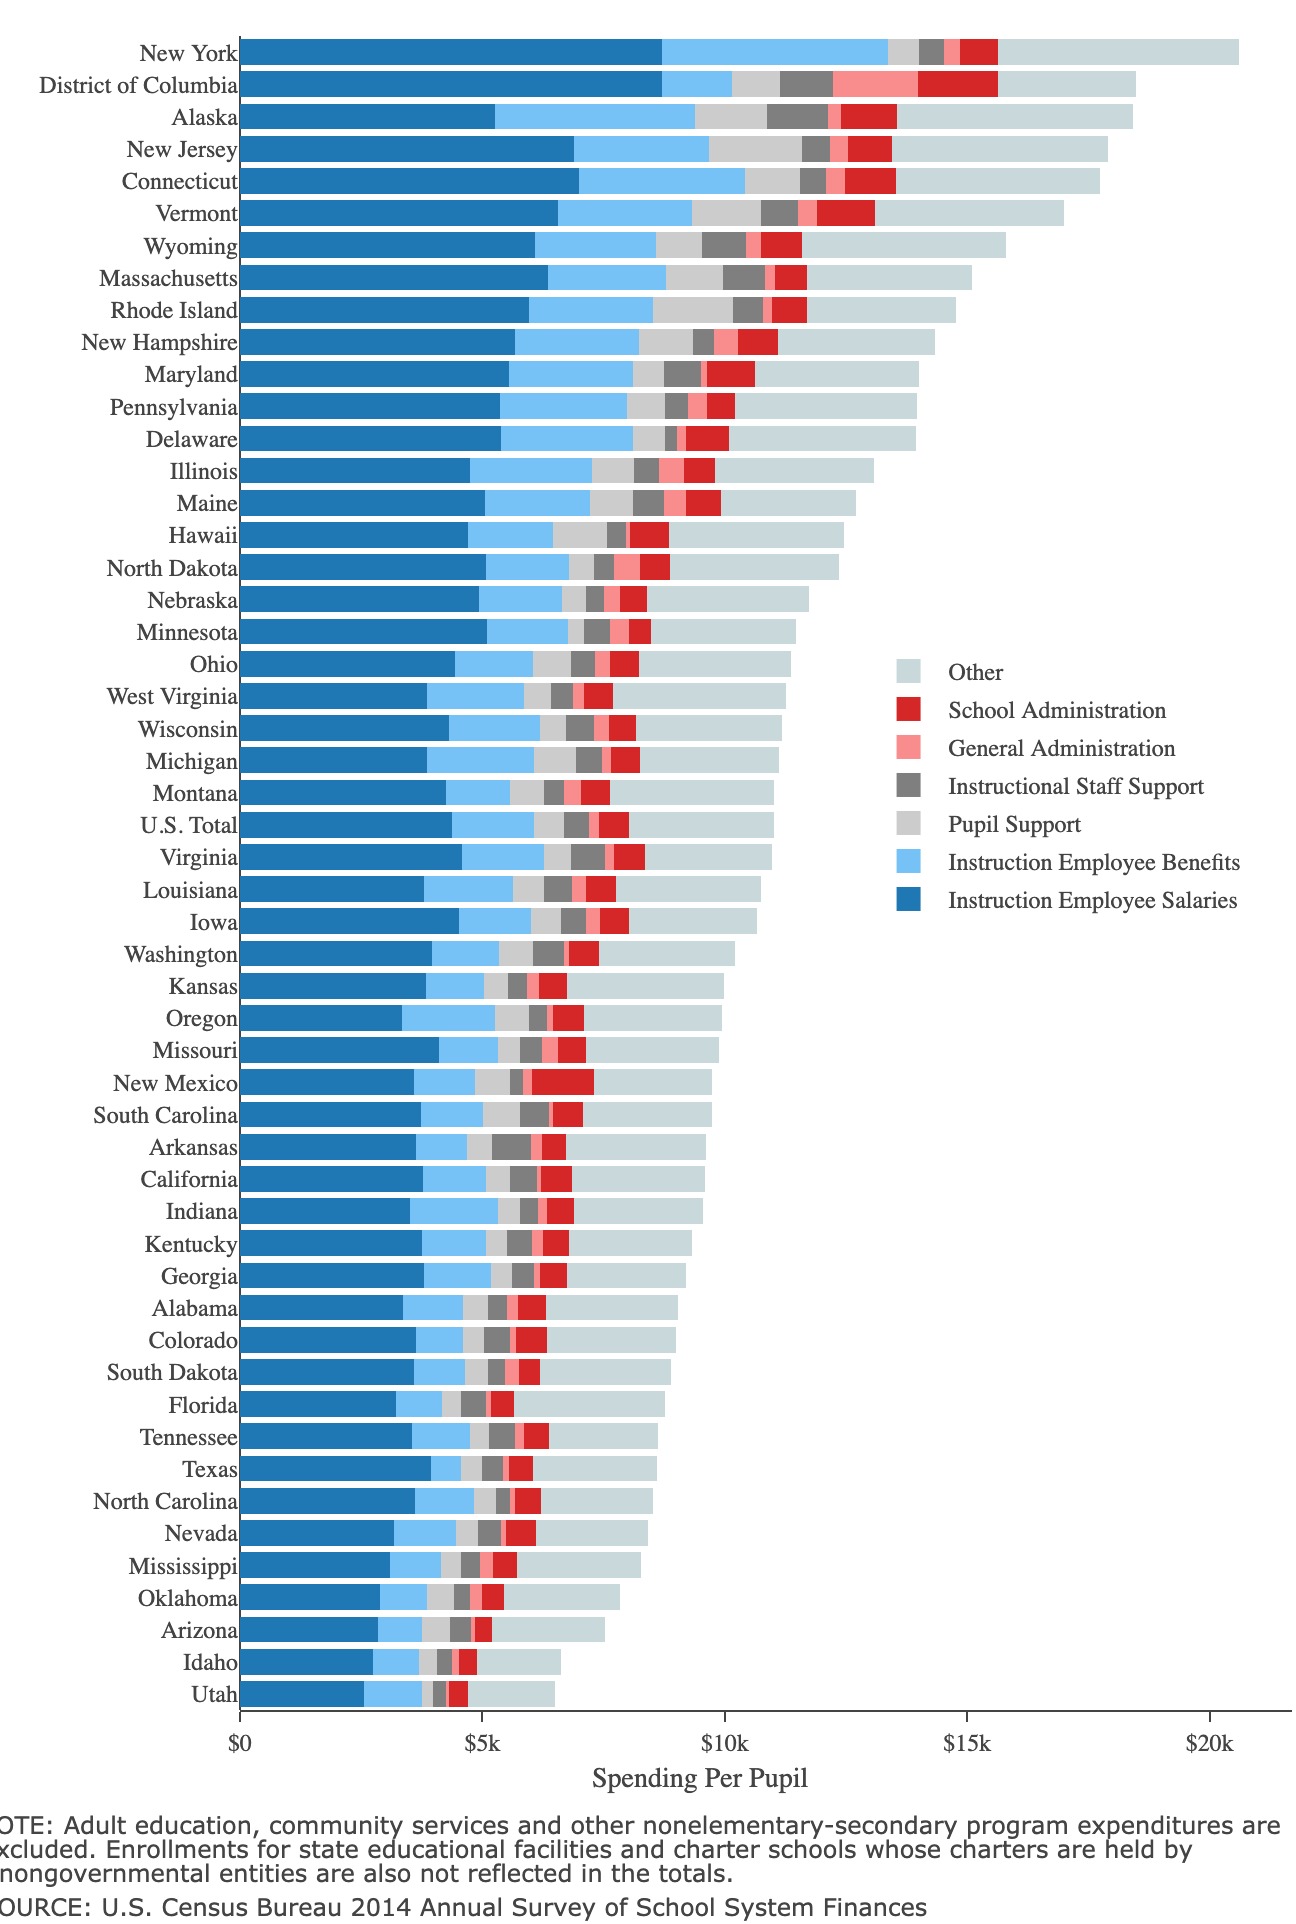 New York
District of Columbia
Alaska
New Jersey
Connecticut
Vermont
Wyoming
Massachusetts
Rhode Island
New Hampshire
Maryland
Pennsylvania
Delaware
Illinois
Maine
Hawaii
North Dakota
Nebraska
Minnesota
Ohio
West Virginia
Wisconsin
Michigan
Montana
U.S. Total
Virginia
Louisiana
Iowa
Washington
Kansas
Oregon
Missouri
New Mexico
South Carolina
Arkansas
California
Indiana
Kentucky
Georgia
Alabama
Colorado
South Dakota
Florida
Tennessee
Texas
North Carolina
Nevada
Mississippi
Oklahoma
Arizona
Idaho
Utah
Other
School Administration
General Administration
Instructional Staff Support
Pupil Support
Instruction Employee Benefits
Instruction Employee Salaries
$0 $5k $10k $15k $20k
Spending Per Pupil
OTE: Adult education, community services and other nonelementary-secondary program expenditures are
xcluded. Enrollments for state educational facilities and charter schools whose charters are held by
nongovernmental entities are also not reflected in the totals.
OURCE: U.S. Census Bureau 2014 Annual Survey of School System Finances